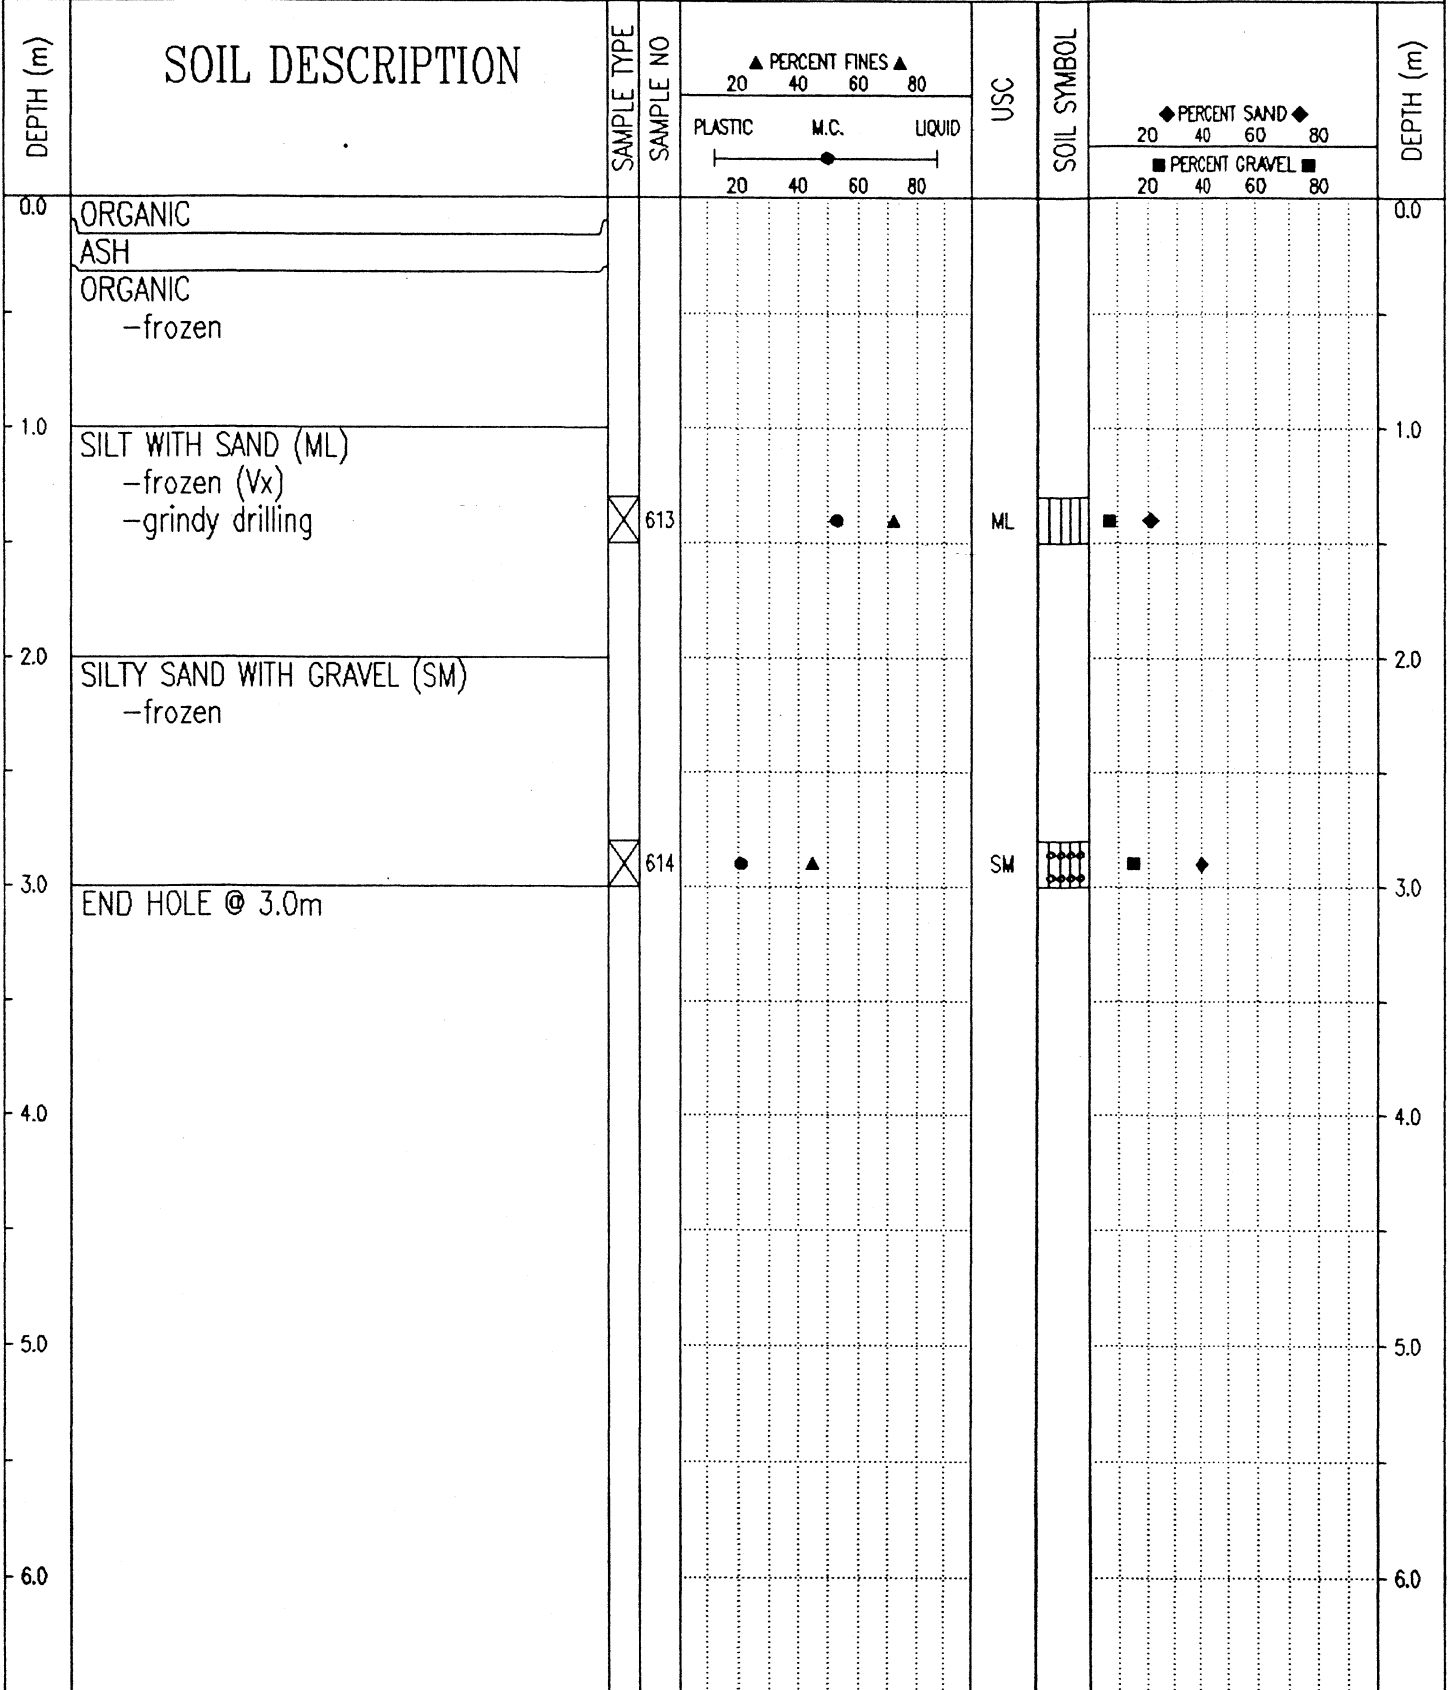 DEPTH (m)
SOIL DESCRIPTION
SAMPLE TYPE
SAMPLE NO
▲ PERCENT FINES ▲
20 40 60 80
PLASTIC M.C. LIQUID
20 40 60 80
USC
SOIL SYMBOL
◆ PERCENT SAND ◆
20 40 60 80
■ PERCENT GRAVEL ■
20 40 60 80
DEPTH (m)
0.0 ORGANIC 0.0
ASH
ORGANIC
-frozen
1.0 1.0
SILT WITH SAND (ML)
-frozen (Vx)
-grindy drilling 613 ML
2.0 2.0
SILTY SAND WITH GRAVEL (SM)
-frozen
614 SM
3.0 3.0
END HOLE @ 3.0m
4.0 4.0
5.0 5.0
6.0 6.0